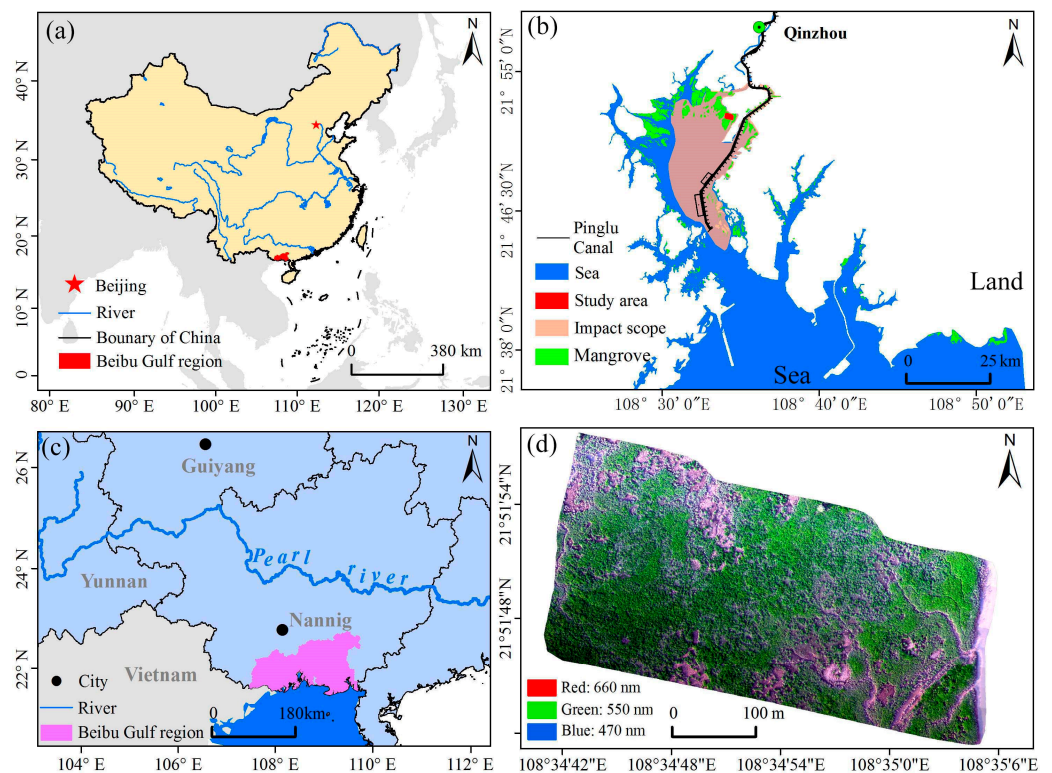 (a)
N
40° N
30° N
20° N
10° N
0
Beijing
River
Bounary of China
Beibu Gulf region
0
380 km
80° E
90° E
100° E
110° E
120° E
130° E
(b)
N
Qinzhou
21° 55′ 0″N
21° 46′ 30″N
21° 38′ 0″N
Pinglu
Canal
Sea
Study area
Impact scope
Mangrove
Land
Sea
0
25 km
108° 30′ 0″E
108° 40′ 0″E
108° 50′ 0″E
(c)
N
Guiyang
26° N
24° N
22° N
Pearl river
Yunnan
Nannig
Vietnam
City
River
Beibu Gulf region
0
180km
104° E
106° E
108° E
110° E
112° E
(d)
N
21°51'54"N
21°51'48"N
Red: 660 nm
Green: 550 nm
Blue: 470 nm
0
100 m
108°34'42"E
108°34'48"E
108°34'54"E
108°35'0"E
108°35'6"E